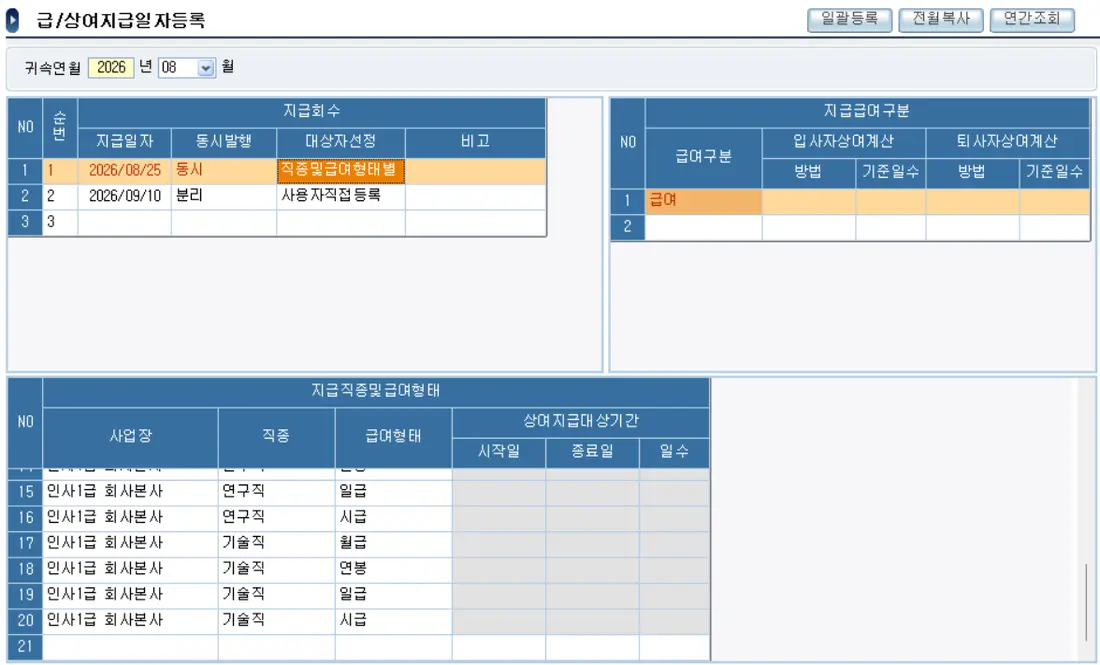 급/상여지급일자등록
일괄등록 전월복사 연간조회
귀속연월 2026 년 08 월
NO 순번 지급회수
지급일자 동시발행 대상자선정 비고
1 1 2026/08/25 동시 직종및급여형태별
2 2 2026/09/10 분리 사용자직접등록
3 3
NO 지급급여구분
급여구분 입사자상여계산 퇴사자상여계산
방법 기준일수 방법 기준일수
1 급여
2
NO 지급직종및급여형태
사업장 직종 급여형태 상여지급대상기간
시작일 종료일 일수
15 인사1급 회사본사 연구직 일급
16 인사1급 회사본사 연구직 시급
17 인사1급 회사본사 기술직 월급
18 인사1급 회사본사 기술직 연봉
19 인사1급 회사본사 기술직 일급
20 인사1급 회사본사 기술직 시급
21